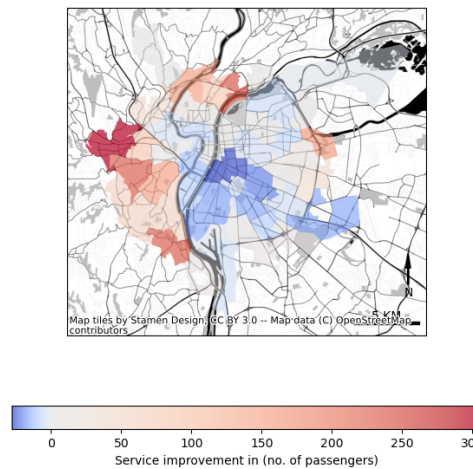 N
5 KM
Map tiles by Stamen Design, CC BY 3.0 -- Map data (C) OpenStreetMap
contributors
0 50 100 150 200 250 30
Service improvement in (no. of passengers)